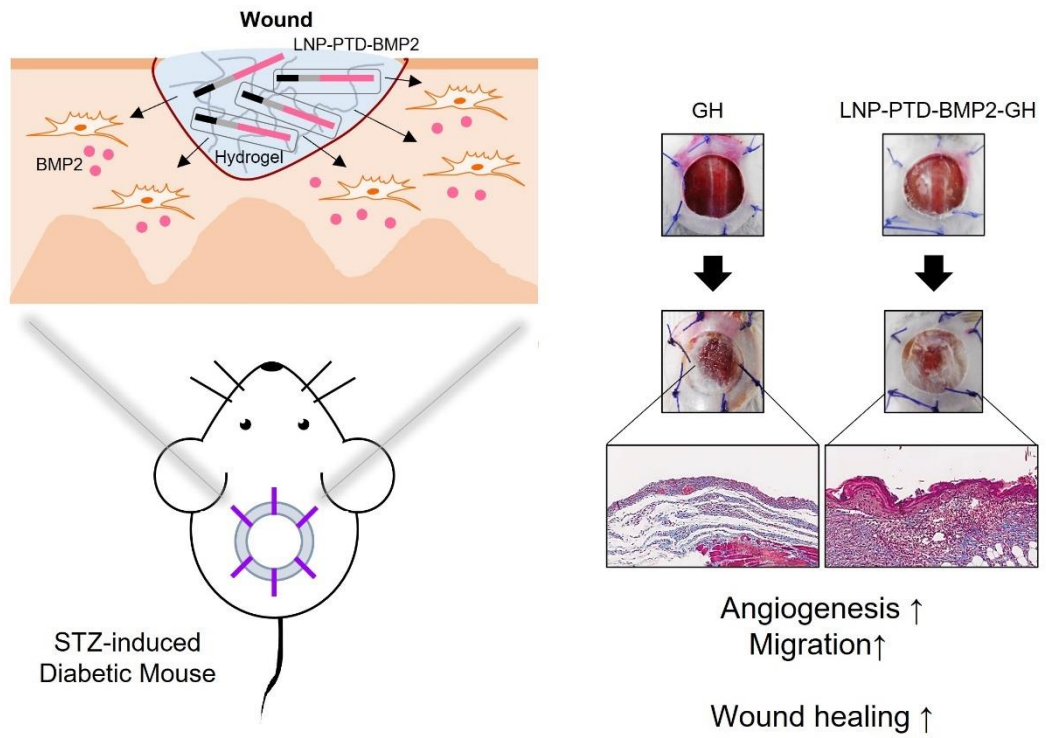 Wound
LNP-PTD-BMP2
BMP2
Hydrogel
STZ-induced
Diabetic Mouse
GH
LNP-PTD-BMP2-GH
Angiogenesis ↑
Migration↑
Wound healing ↑